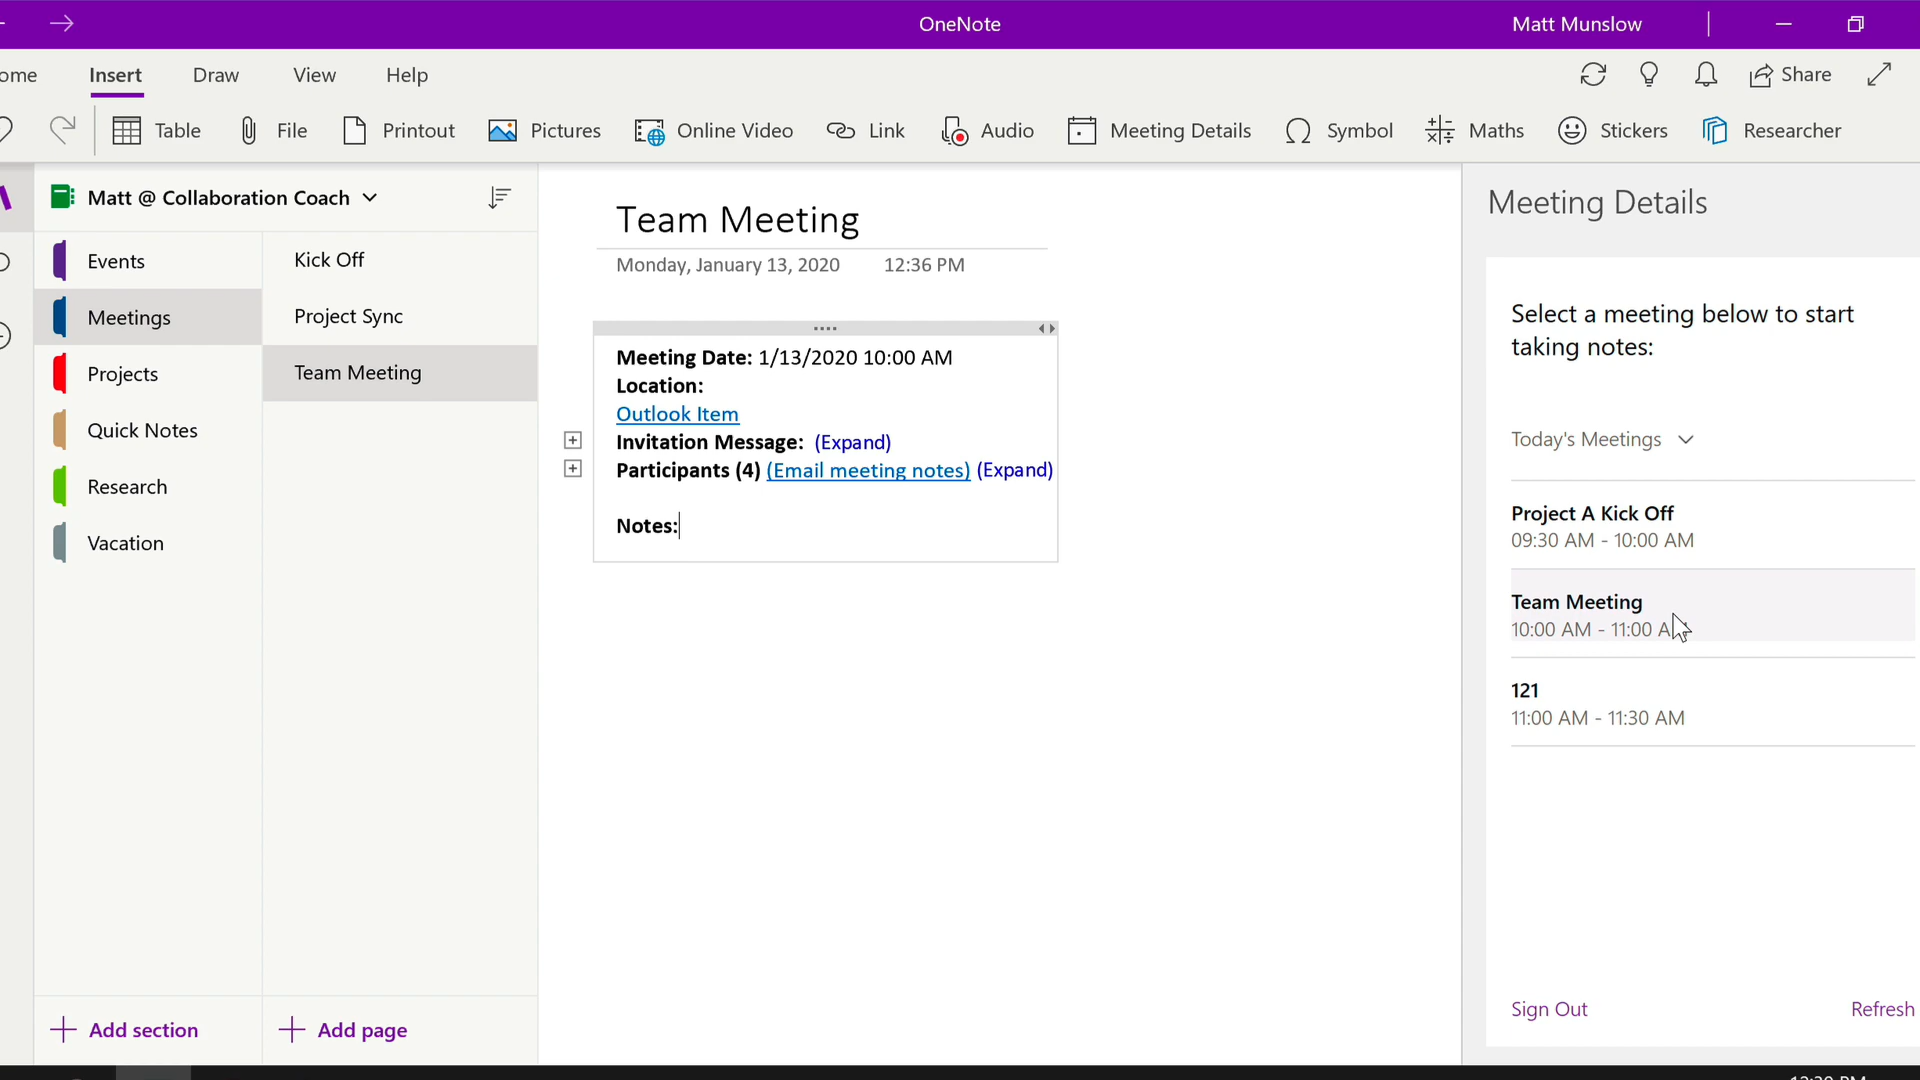 OneNote
Matt Munslow
ome
Insert
Draw
View
Help
Share
Table
File
Printout
Pictures
Online Video
Link
Audio
Meeting Details
Symbol
Maths
Stickers
Researcher
Matt @ Collaboration Coach
Events
Meetings
Projects
Quick Notes
Research
Vacation
Add section
Kick Off
Project Sync
Team Meeting
Add page
Team Meeting
Monday, January 13, 2020 12:36 PM
Meeting Date: 1/13/2020 10:00 AM
Location:
Outlook Item
Invitation Message: (Expand)
Participants (4) (Email meeting notes) (Expand)
Notes:
Meeting Details
Select a meeting below to start
taking notes:
Today's Meetings
Project A Kick Off
09:30 AM - 10:00 AM
Team Meeting
10:00 AM - 11:00 A
121
11:00 AM - 11:30 AM
Sign Out
Refresh